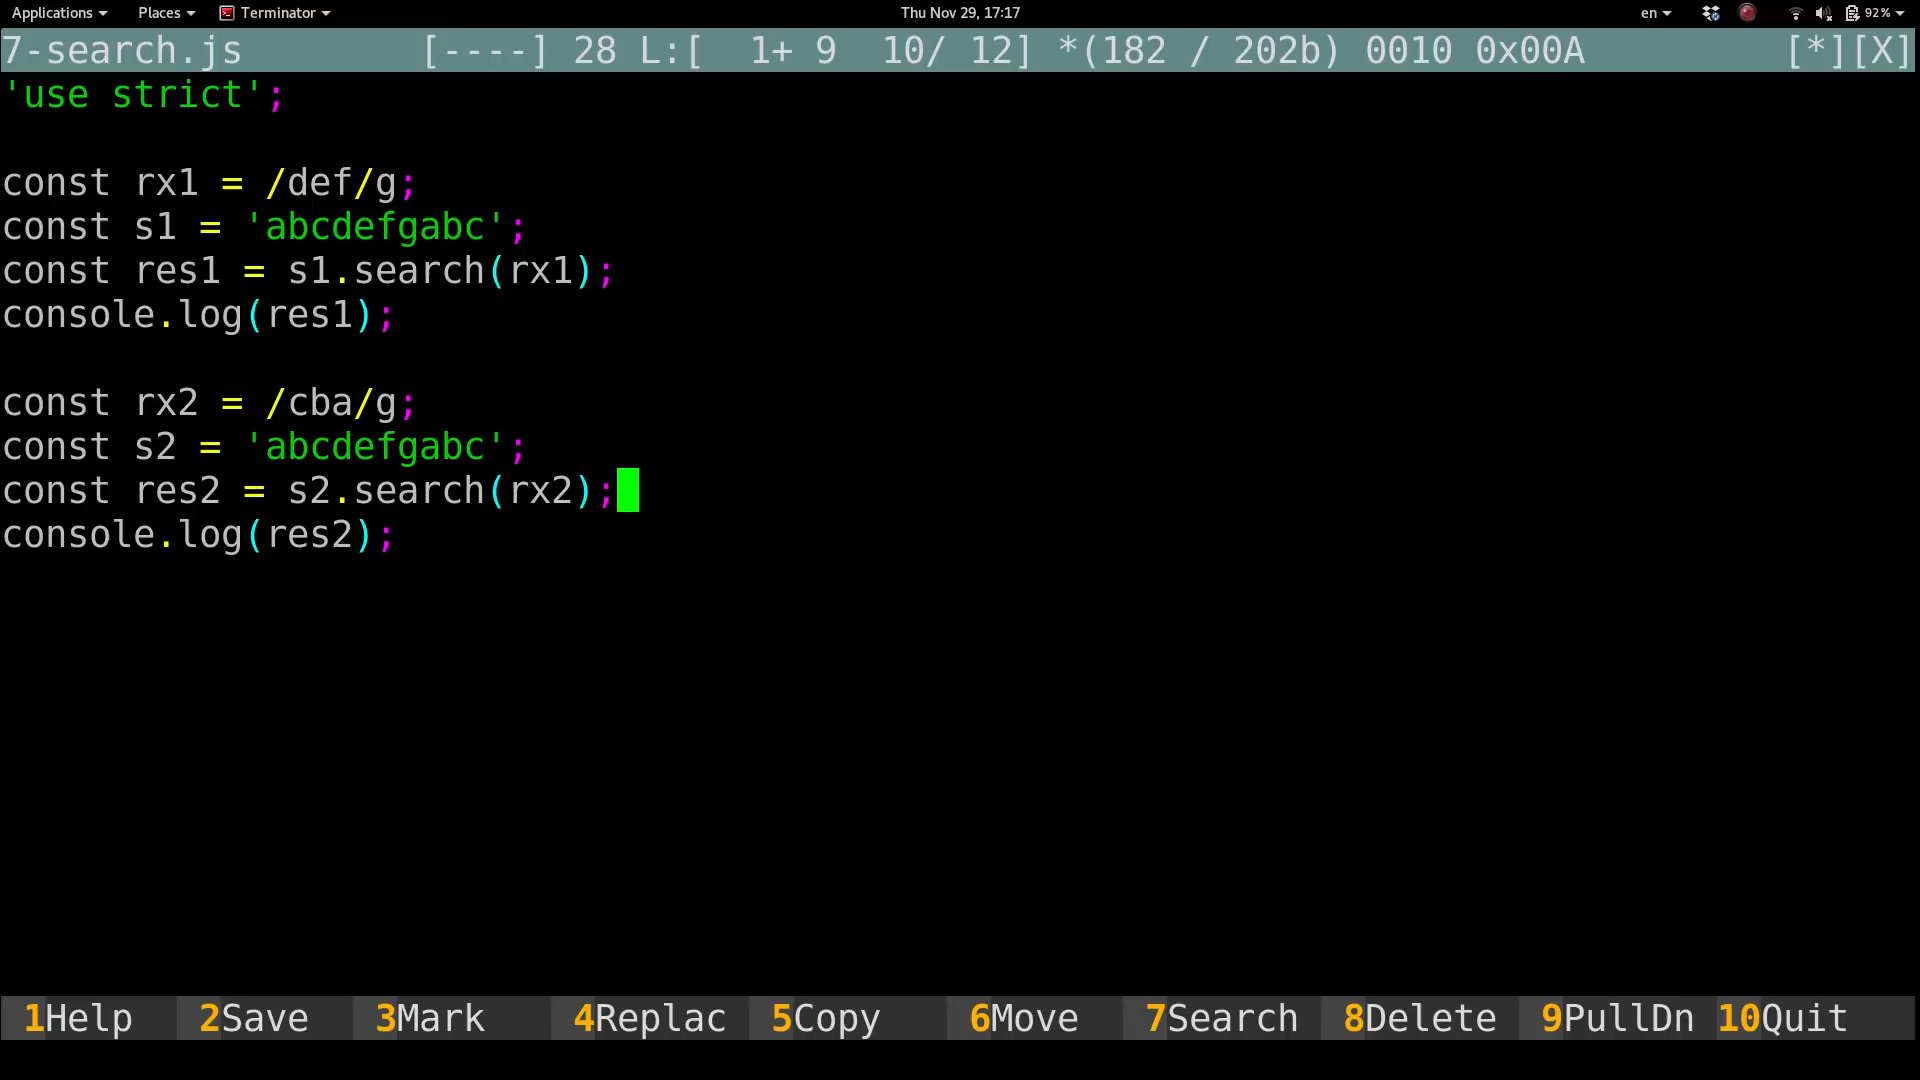 Applications Places Terminator Thu Nov 29, 17:17 en 92%
7-search.js [----] 28 L:[ 1+ 9 10/ 12] *(182 / 202b) 0010 0x00A [*][X]
'use strict';
const rx1 = /def/g;
const s1 = 'abcdefgabc';
const res1 = s1.search(rx1);
console.log(res1);
const rx2 = /cba/g;
const s2 = 'abcdefgabc';
const res2 = s2.search(rx2);
console.log(res2);
1Help 2Save 3Mark 4Replac 5Copy 6Move 7Search 8Delete 9PullDn 10Quit